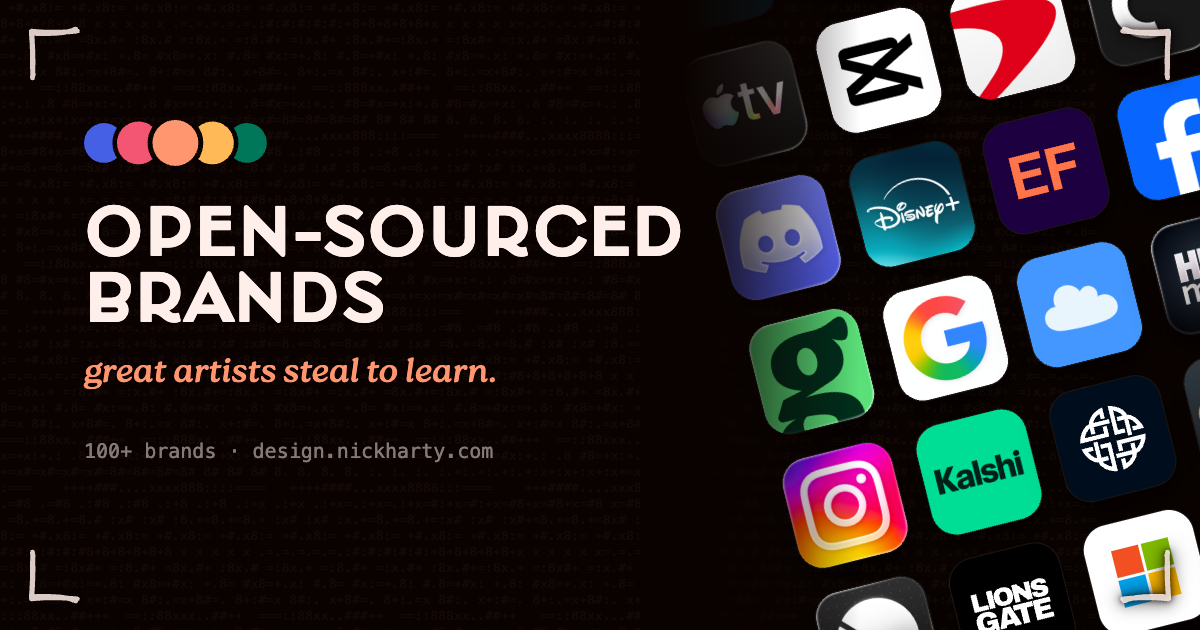 OPEN-SOURCED
BRANDS
great artists steal to learn.
100+ brands · design.nickharty.com
tv
Disney+
EF
f
g
G
Kalshi
LIONS
GATE